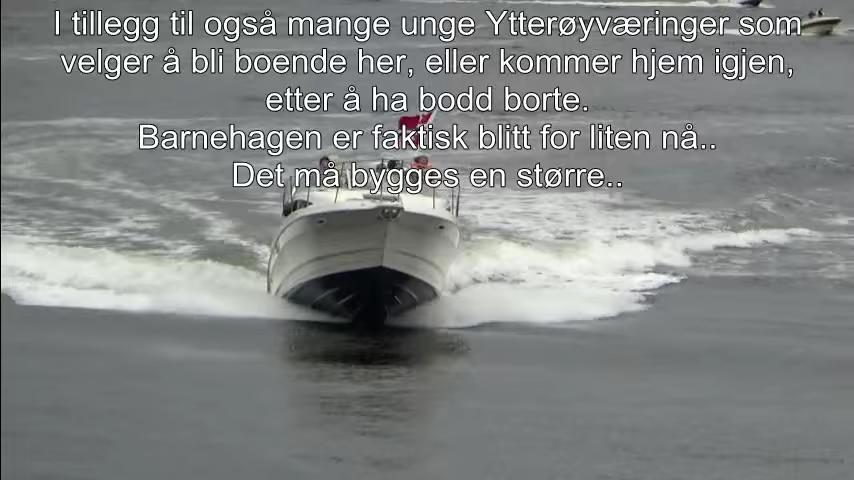 I tillegg til også mange unge Ytterøyværinger som
velger å bli boende her, eller kommer hjem igjen,
etter å ha bodd borte.
Barnehagen er faktisk blitt for liten nå..
Det må bygges en større..